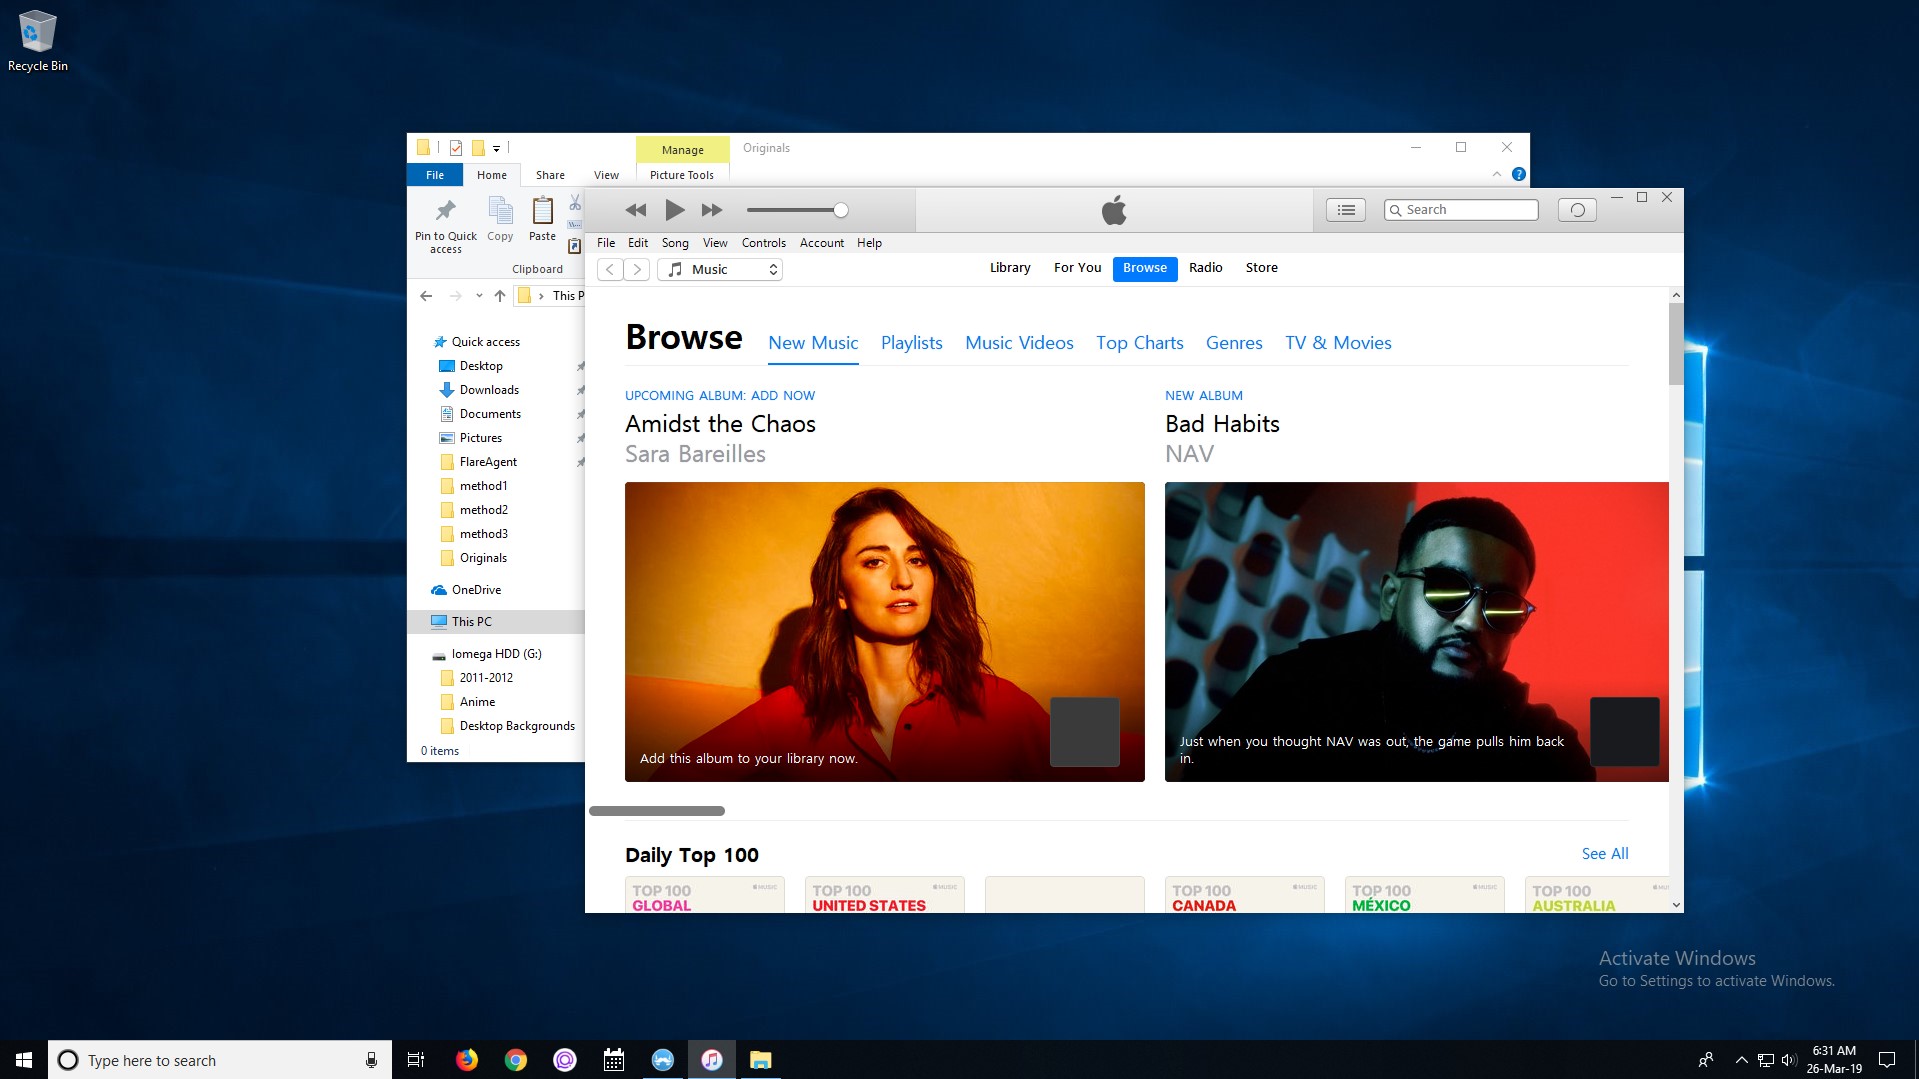 Recycle Bin
Manage
Originals
File
Home
Share
View
Picture Tools
Pin to Quick access
Copy
Paste
Clipboard
This P
Quick access
Desktop
Downloads
Documents
Pictures
FlareAgent
method1
method2
method3
Originals
OneDrive
This PC
Iomega HDD (G:)
2011-2012
Anime
Desktop Backgrounds
0 items
Search
File Edit Song View Controls Account Help
Music
Library For You Browse Radio Store
Browse New Music Playlists Music Videos Top Charts Genres TV & Movies
UPCOMING ALBUM: ADD NOW
Amidst the Chaos
Sara Bareilles
Add this album to your library now.
NEW ALBUM
Bad Habits
NAV
Just when you thought NAV was out, the game pulls him back
in.
Daily Top 100
See All
TOP 100
MUSIC
GLOBAL
TOP 100
MUSIC
UNITED STATES
TOP 100
MUSIC
CANADA
TOP 100
MUSIC
MÉXICO
TOP 100
MU
AUSTRALIA
Activate Windows
Go to Settings to activate Windows.
Type here to search
6:31 AM
26-Mar-19